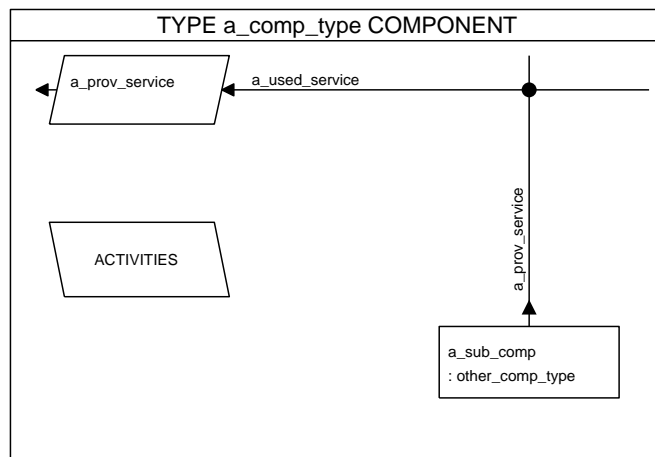 TYPE a_comp_type COMPONENT
a_prov_service
a_used_service
a_prov_service
ACTIVITIES
a_sub_comp
: other_comp_type